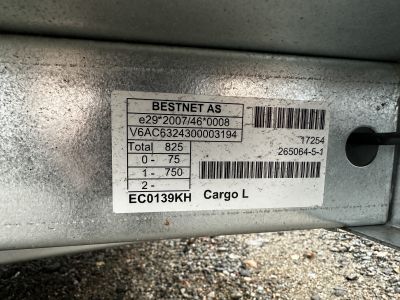 BESTNET AS
e29*2007/46*0008
V6AC6324300003194
Total 825
0- 75
1- 750
2-
EC0139KH Cargo L
17254
265064-5-1